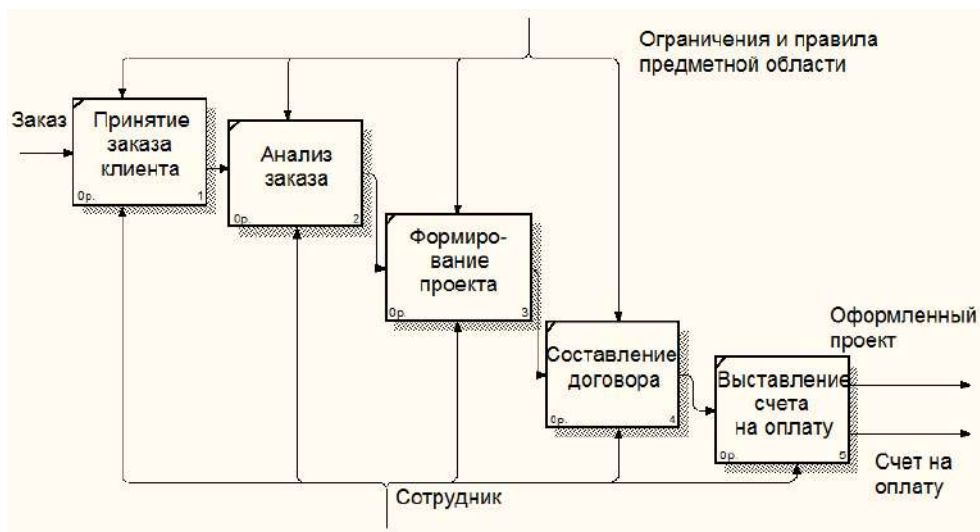 Ограничения и правила
предметной области
Заказ
Принятие
заказа
клиента
0р. 1
Анализ
заказа
0р. 2
Формиро-
вание
проекта
0р. 3
Составление
договора
0р. 4
Оформленный
проект
Выставление
счета
на оплату
0р. 5
Счет на
оплату
Сотрудник